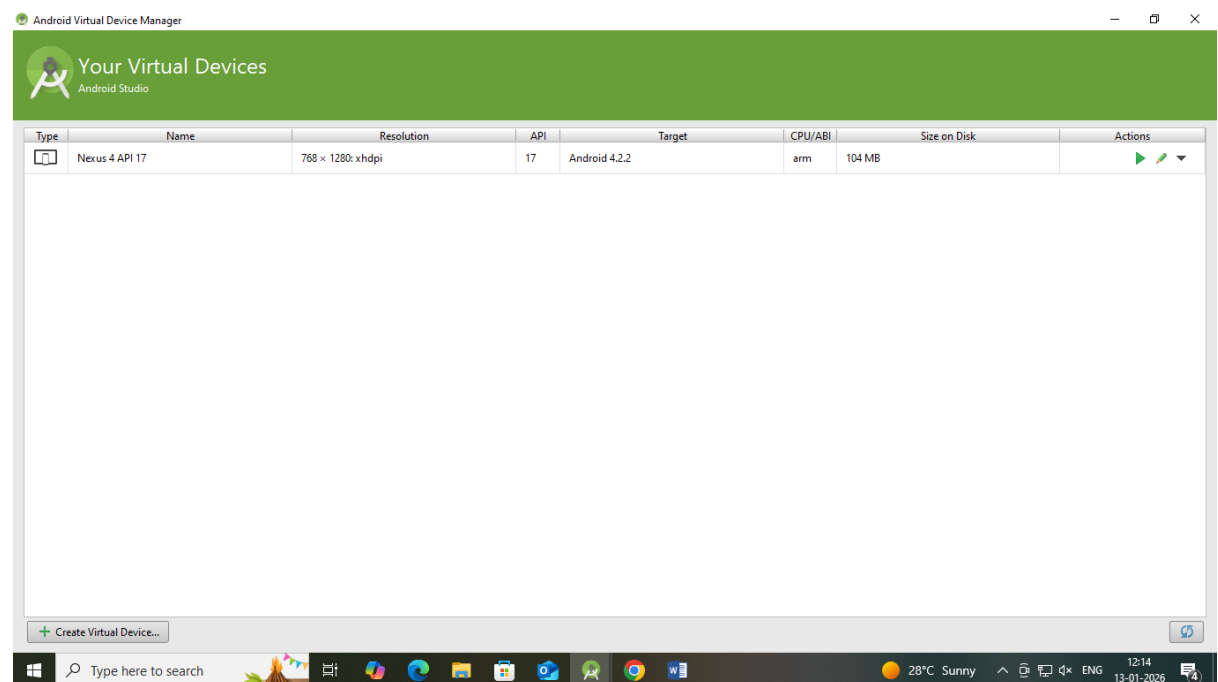 Android Virtual Device Manager
Your Virtual Devices
Android Studio
Type Name Resolution API Target CPU/ABI Size on Disk Actions
Nexus 4 API 17 768 × 1280: xhdpi 17 Android 4.2.2 arm 104 MB
Create Virtual Device...
Type here to search 28°C Sunny ENG 12:14
13-01-2026 4